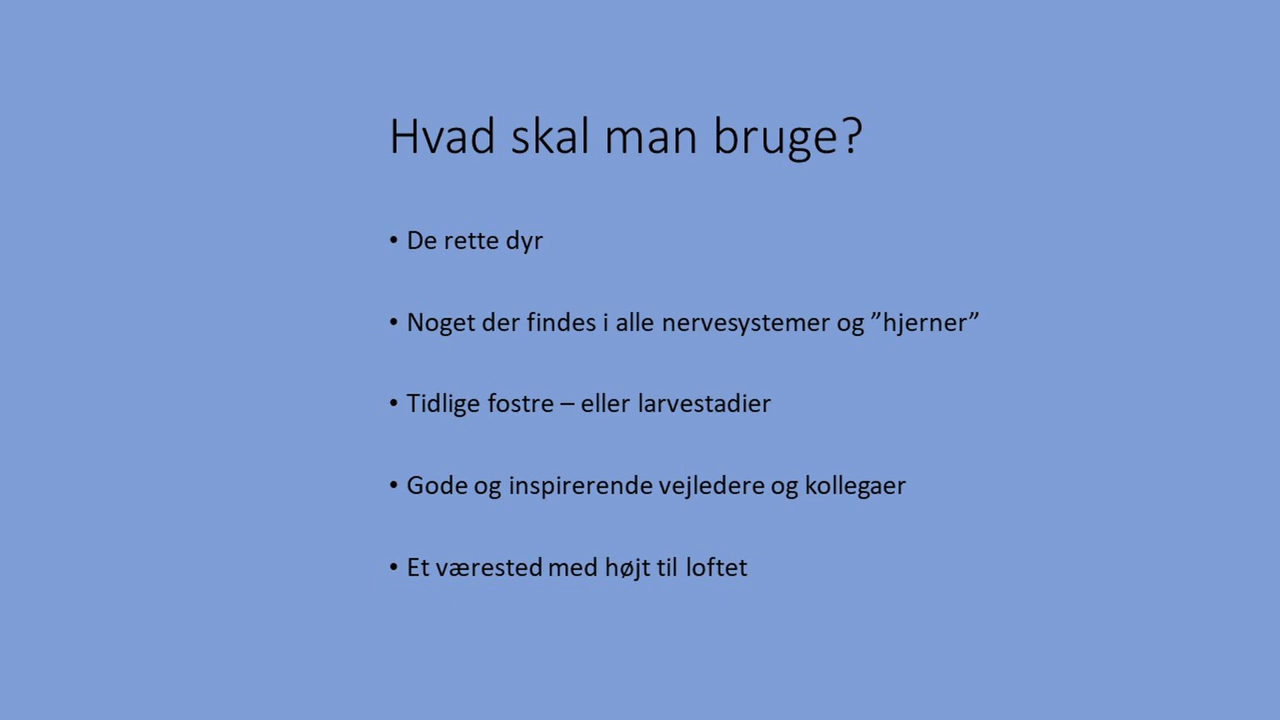 Hvad skal man bruge?
• De rette dyr
• Noget der findes i alle nervesystemer og ”hjerner”
• Tidlige fostre – eller larvestadier
• Gode og inspirerende vejledere og kollegaer
• Et værested med højt til loftet